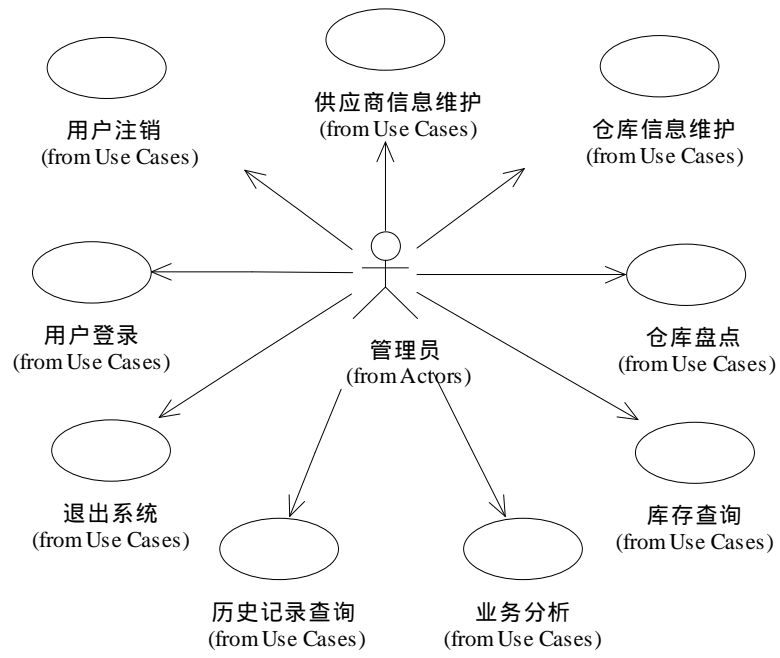 供应商信息维护
(from Use Cases)
用户注销
(from Use Cases)
仓库信息维护
(from Use Cases)
用户登录
(from Use Cases)
管理员
(from Actors)
仓库盘点
(from Use Cases)
退出系统
(from Use Cases)
库存查询
(from Use Cases)
历史记录查询
(from Use Cases)
业务分析
(from Use Cases)